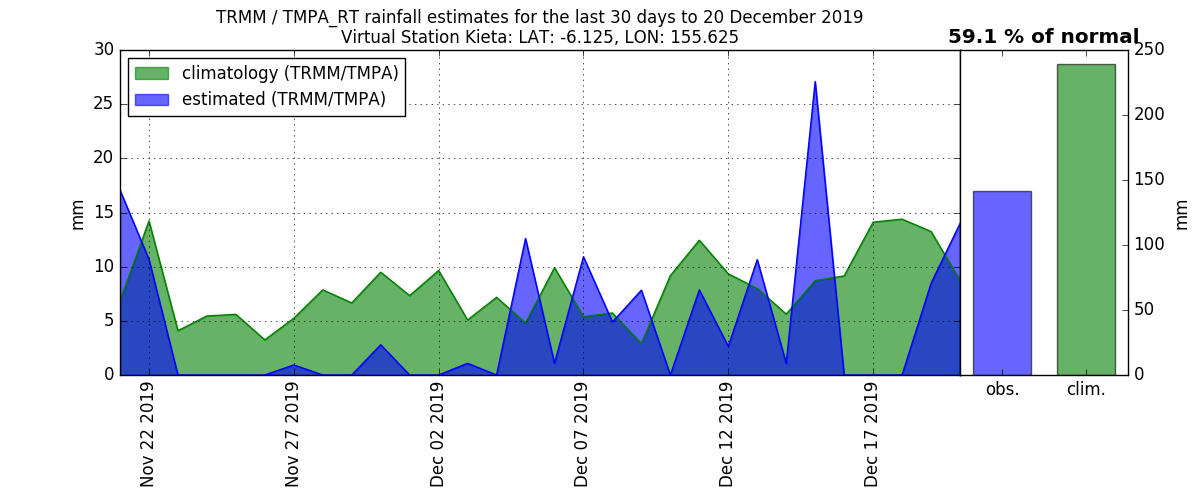 TRMM / TMPA_RT rainfall estimates for the last 30 days to 20 December 2019
Virtual Station Kieta: LAT: -6.125, LON: 155.625
59.1 % of normal
climatology (TRMM/TMPA)
estimated (TRMM/TMPA)
30
25
20
15
10
5
0
mm
Nov 22 2019
Nov 27 2019
Dec 02 2019
Dec 07 2019
Dec 12 2019
Dec 17 2019
obs.
clim.
250
200
150
100
50
0
mm